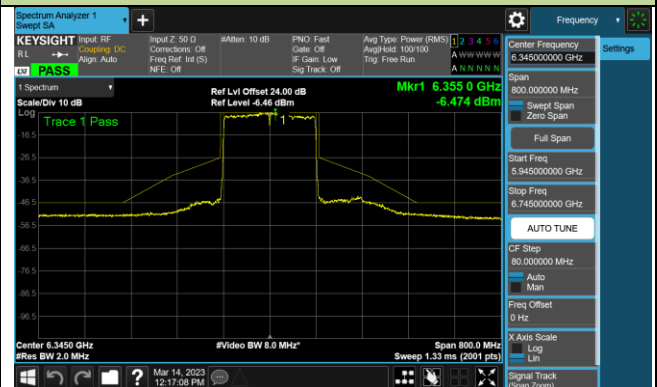 Spectrum Analyzer 1
Swept SA
Frequency
KEYSIGHT
RL
LXI
PASS
Input: RF
Coupling: DC
Align: Auto
Input Z: 50 Ω
Corrections: Off
Freq Ref: Int (S)
NFE: Off
#Atten: 10 dB
PNO: Fast
Gate: Off
IF Gain: Low
Sig Track: Off
Avg Type: Power (RMS)
Avg|Hold: 100/100
Trig: Free Run
1 2 3 4 5 6
A W W W W W
A N N N N N
1 Spectrum
Scale/Div 10 dB
Ref Lvl Offset 24.00 dB
Ref Level -6.46 dBm
Mkr1 6.355 0 GHz
-6.474 dBm
Log
Trace 1 Pass
1
-16.5
-26.5
-36.5
-46.5
-56.5
-66.5
-76.5
-86.5
-96.5
Center 6.3450 GHz
#Res BW 2.0 MHz
#Video BW 8.0 MHz*
Span 800.0 MHz
Sweep 1.33 ms (2001 pts)
Center Frequency
6.345000000 GHz
Settings
Span
800.000000 MHz
Swept Span
Zero Span
Full Span
Start Freq
5.945000000 GHz
Stop Freq
6.745000000 GHz
AUTO TUNE
CF Step
80.000000 MHz
Auto
Man
Freq Offset
0 Hz
X Axis Scale
Log
Lin
Signal Track
(Span Zoom)
?
Mar 14, 2023
12:17:08 PM